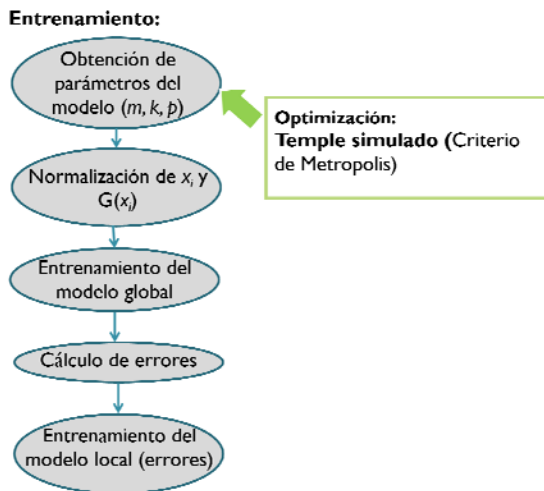 Entrenamiento:
Obtención de
parámetros del
modelo (m, k, p)
Optimización:
Temple simulado (Criterio
de Metropolis)
Normalización de xi y
G(xi)
Entrenamiento del
modelo global
Cálculo de errores
Entrenamiento del
modelo local (errores)